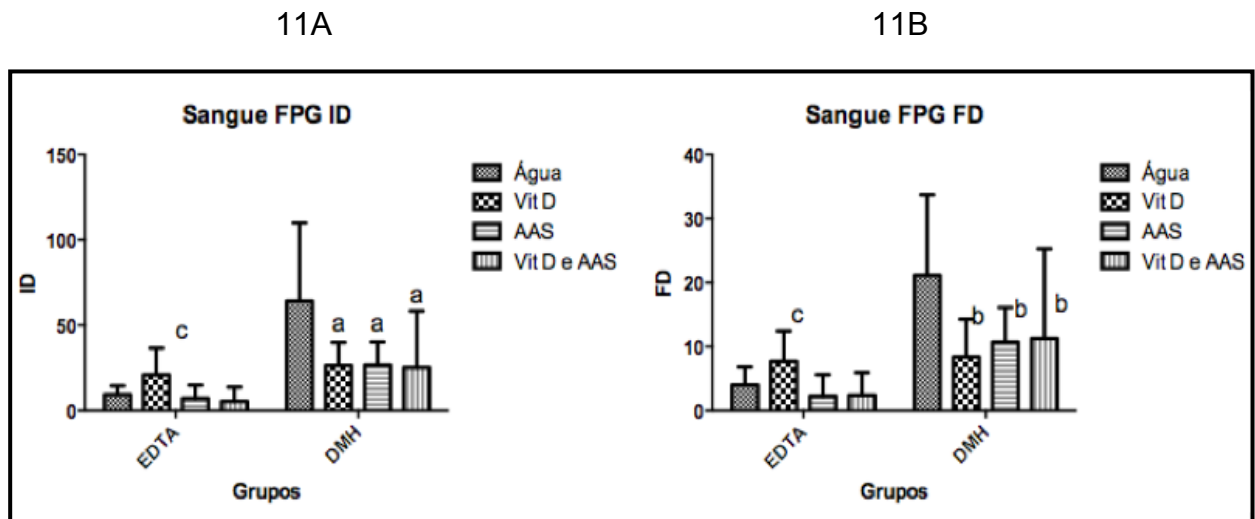 11A
11B
Sangue FPG ID
150
100
50
0
ID
c
a
a
a
EDTA
DMH
Grupos
Água
Vit D
AAS
Vit D e AAS
Sangue FPG FD
40
30
20
10
0
FD
c
b
b
b
EDTA
DMH
Grupos
Água
Vit D
AAS
Vit D e AAS